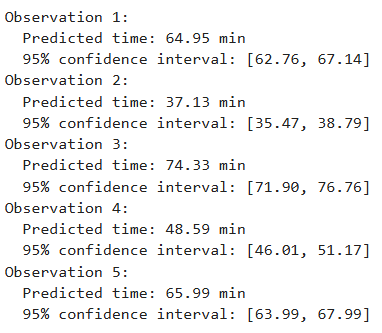 Observation 1:
  Predicted time: 64.95 min
  95% confidence interval: [62.76, 67.14]
Observation 2:
  Predicted time: 37.13 min
  95% confidence interval: [35.47, 38.79]
Observation 3:
  Predicted time: 74.33 min
  95% confidence interval: [71.90, 76.76]
Observation 4:
  Predicted time: 48.59 min
  95% confidence interval: [46.01, 51.17]
Observation 5:
  Predicted time: 65.99 min
  95% confidence interval: [63.99, 67.99]